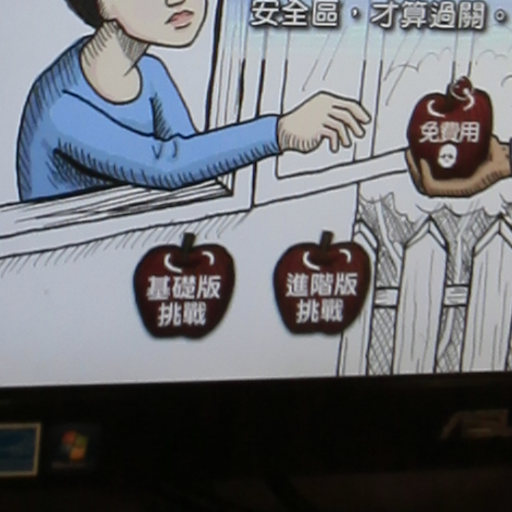 安全區，才算過關。
免費用
基礎版
挑戰
進階版
挑戰